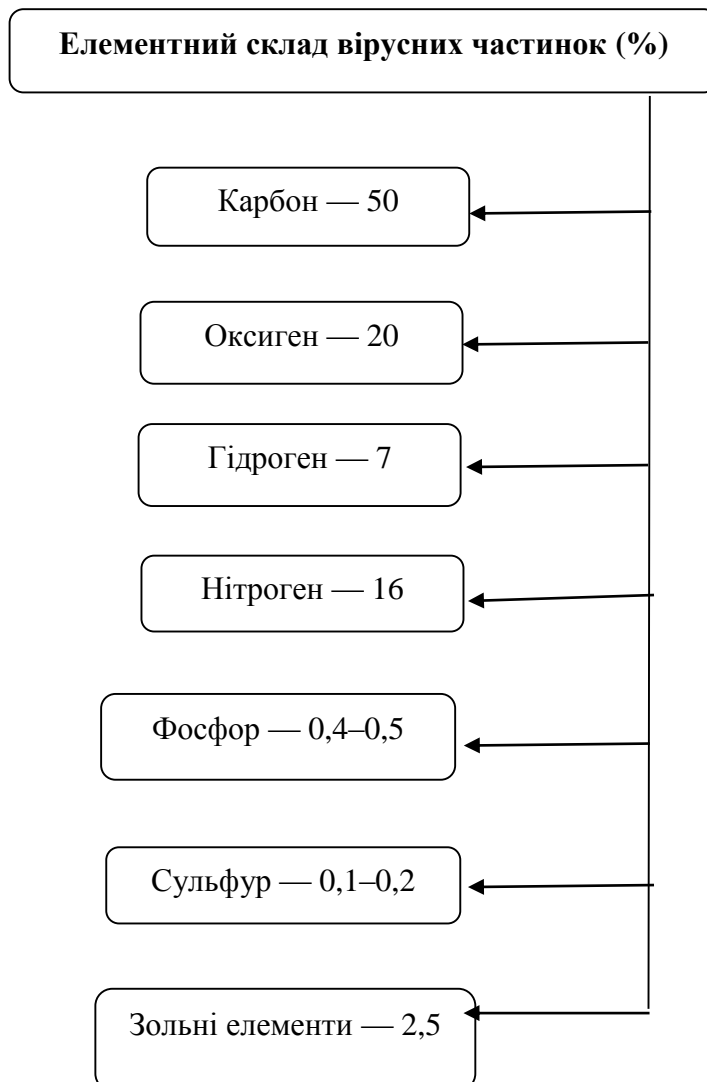 Елементний склад вірусних частинок (%)
Карбон — 50
Оксиген — 20
Гідроген — 7
Нітроген — 16
Фосфор — 0,4–0,5
Сульфур — 0,1–0,2
Зольні елементи — 2,5